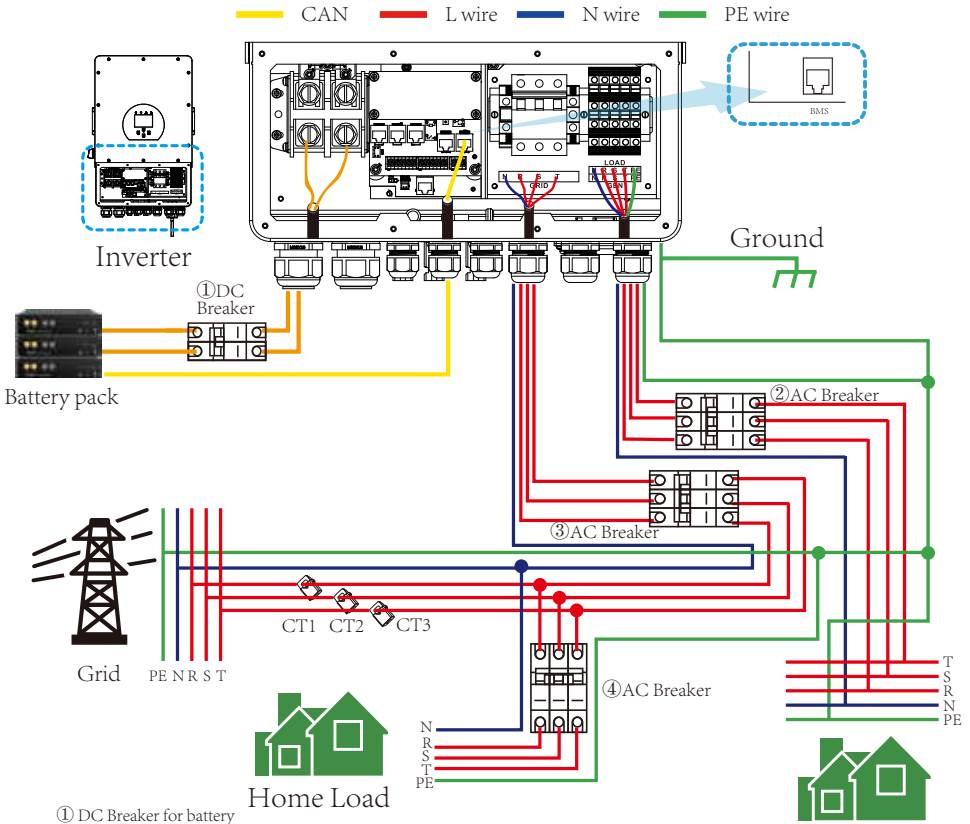 CAN L wire N wire PE wire
BMS
LOAD
GEN
N R S T
GRID
Inverter
Ground
①DC
Breaker
Battery pack
②AC Breaker
③AC Breaker
CT1 CT2 CT3
Grid
PE N R S T
④AC Breaker
T
S
R
N
PE
N
R
S
T
PE
Home Load
① DC Breaker for battery